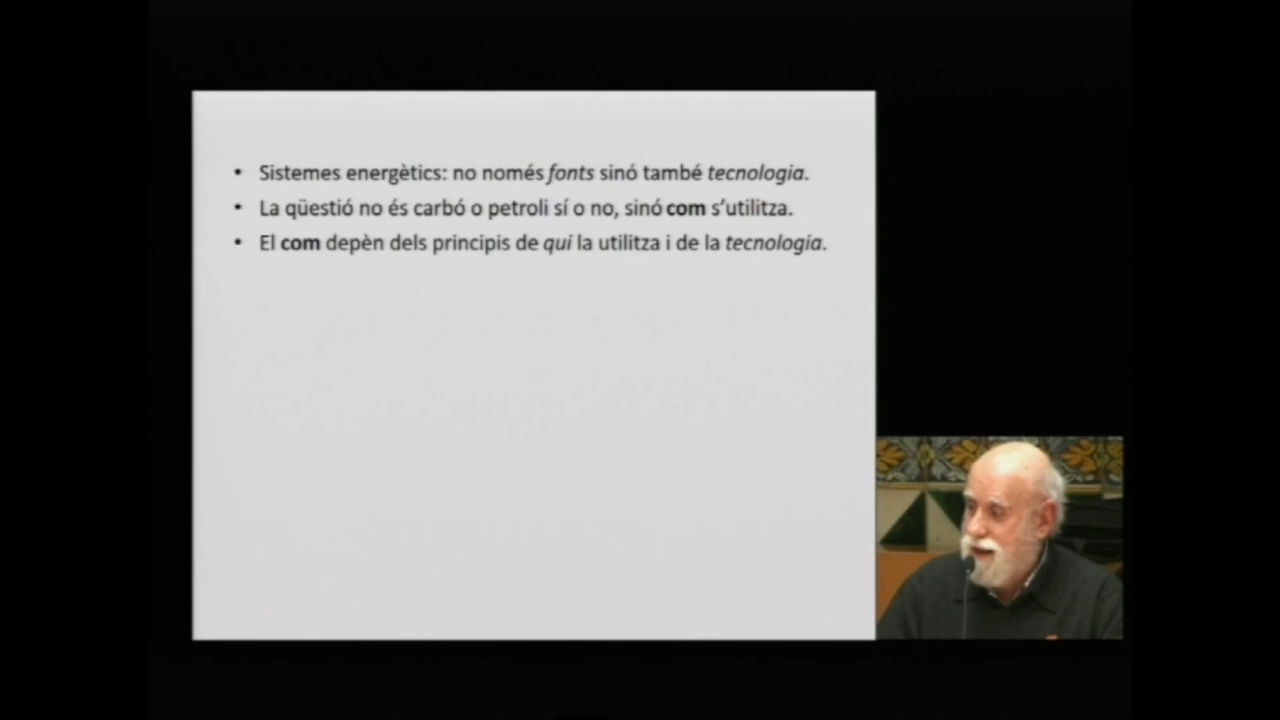 • Sistemes energètics: no només fonts sinó també tecnologia.
• La qüestió no és carbó o petroli sí o no, sinó com s'utilitza.
• El com depèn dels principis de qui la utilitza i de la tecnologia.